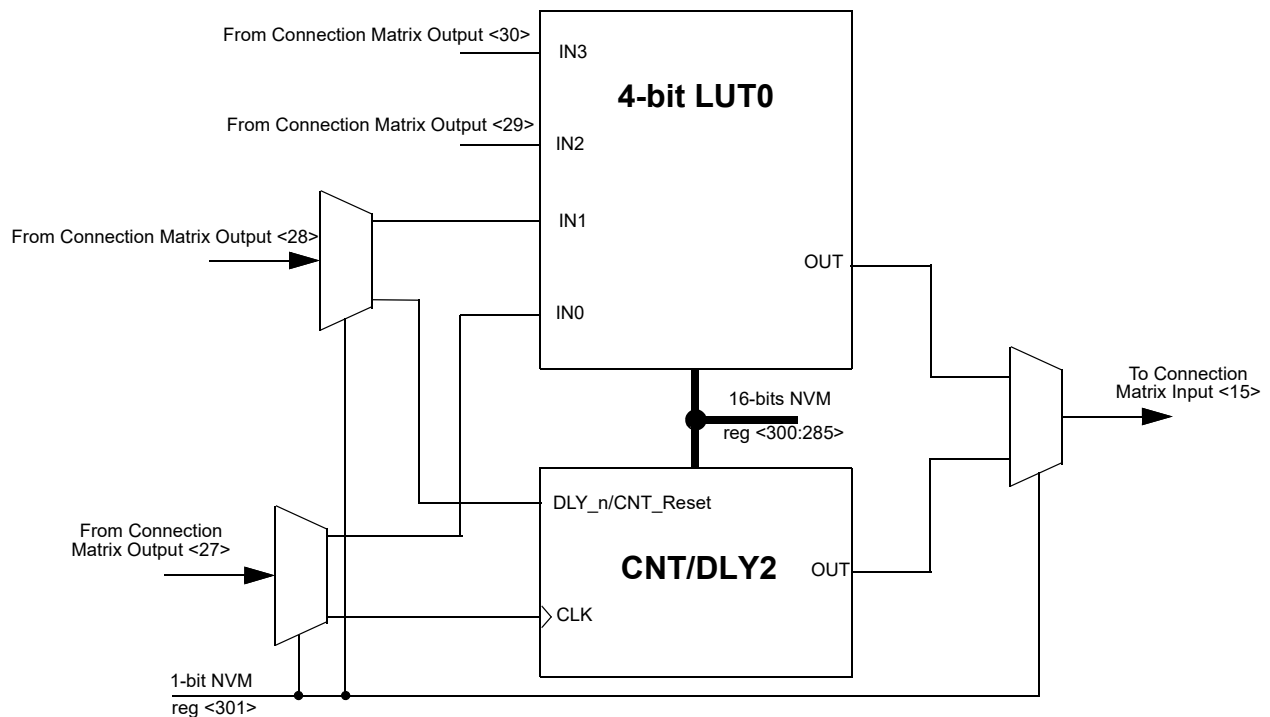 From Connection Matrix Output <30>
IN3
4-bit LUT0
From Connection Matrix Output <29>
IN2
IN1
From Connection Matrix Output <28>
OUT
IN0
To Connection
Matrix Input <15>
16-bits NVM
reg <300:285>
DLY_n/CNT_Reset
From Connection
Matrix Output <27>
CNT/DLY2
OUT
CLK
1-bit NVM
reg <301>